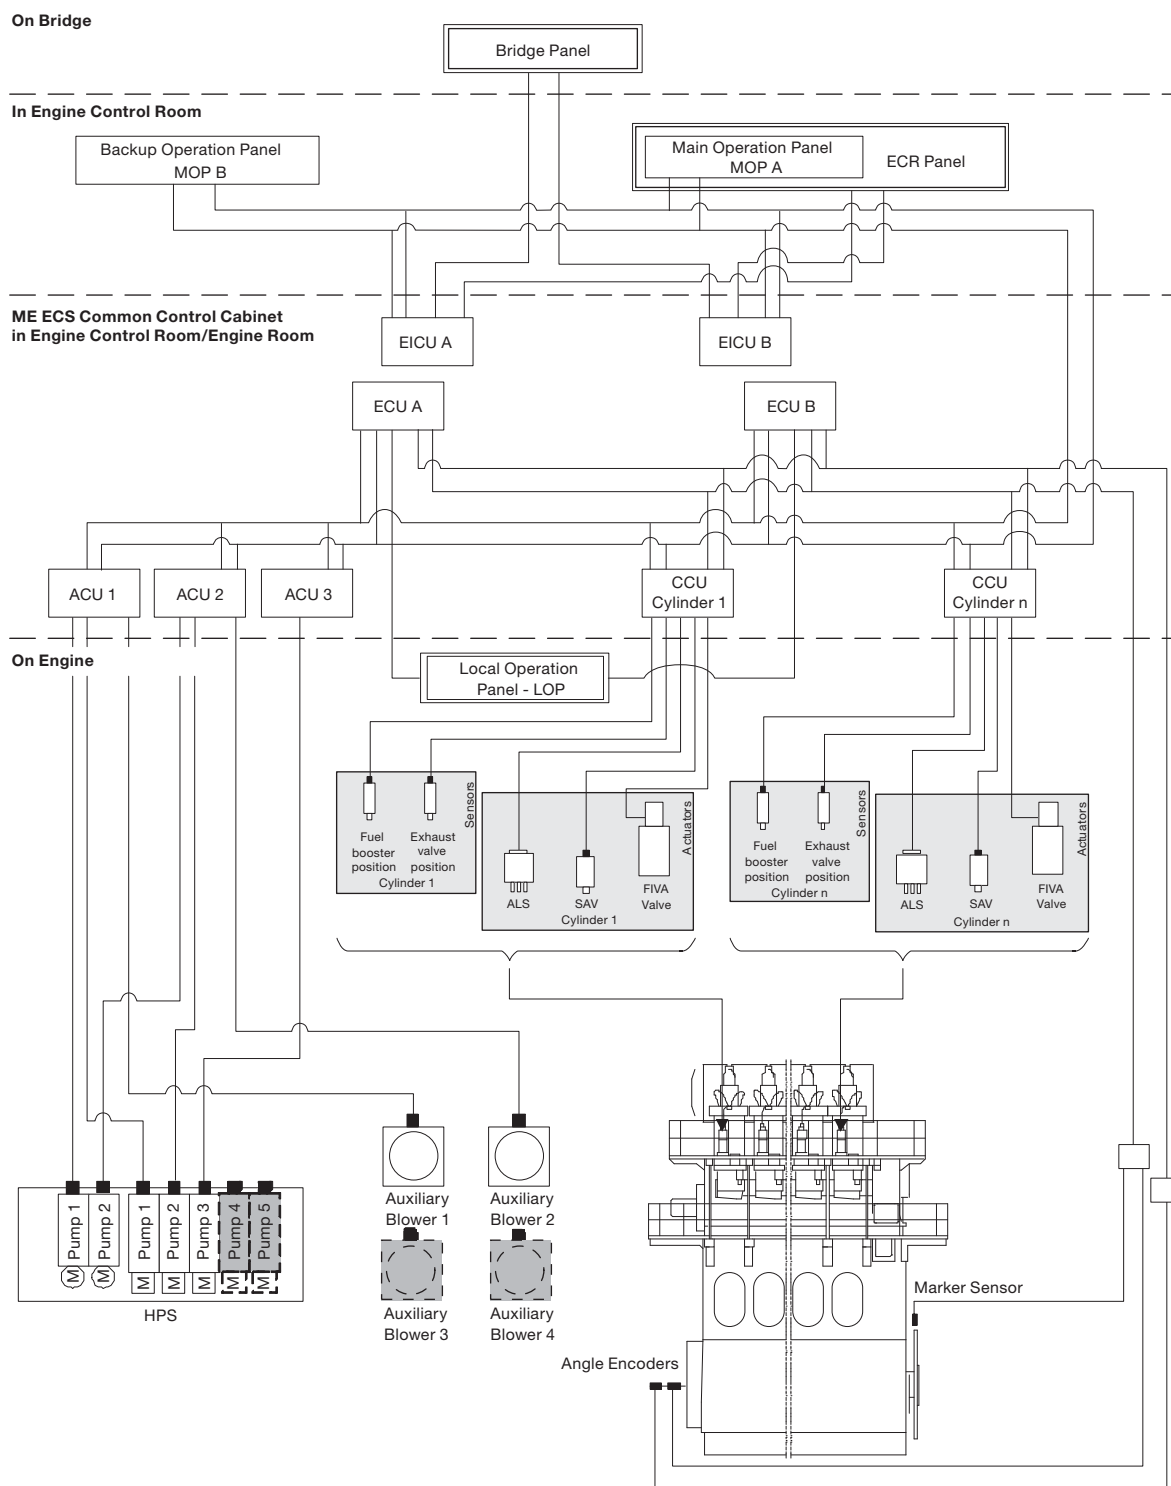 On Bridge
Bridge Panel
In Engine Control Room
Backup Operation Panel
MOP B
Main Operation Panel
MOP A
ECR Panel
ME ECS Common Control Cabinet
in Engine Control Room/Engine Room
EICU A
EICU B
ECU A
ECU B
ACU 1
ACU 2
ACU 3
CCU
Cylinder 1
CCU
Cylinder n
On Engine
Local Operation
Panel - LOP
Sensors
Fuel
booster
position
Exhaust
valve
position
Cylinder 1
Actuators
ALS
SAV
FIVA
Valve
Cylinder 1
Sensors
Fuel
booster
position
Exhaust
valve
position
Cylinder n
Actuators
ALS
SAV
FIVA
Valve
Cylinder n
Pump 1
Pump 2
Pump 1
Pump 2
Pump 3
Pump 4
Pump 5
M
M
M
M
M
M
M
HPS
Auxiliary
Blower 1
Auxiliary
Blower 2
Auxiliary
Blower 3
Auxiliary
Blower 4
Marker Sensor
Angle Encoders